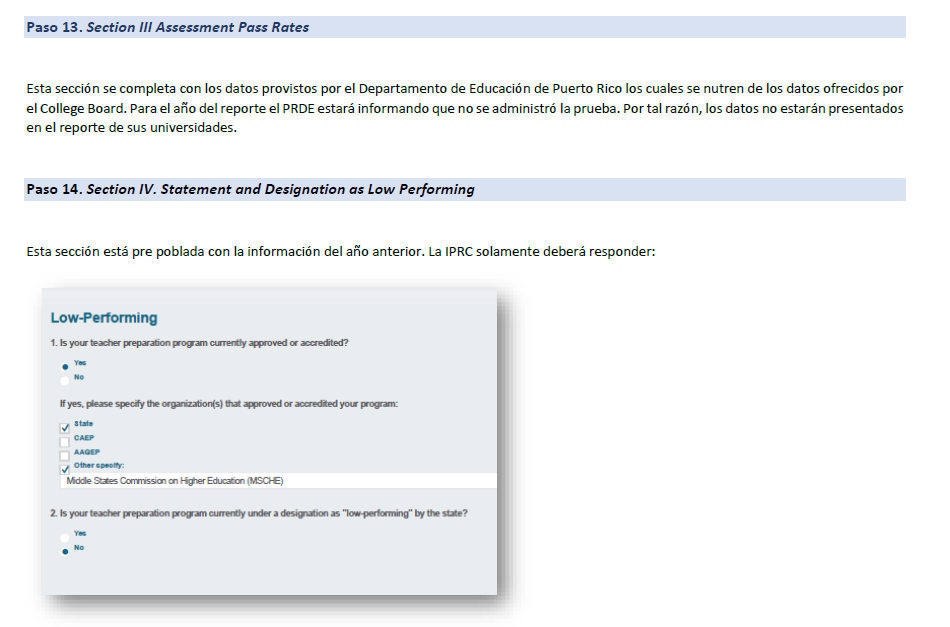 Paso 13. Section III Assessment Pass Rates
Esta sección se completa con los datos provistos por el Departamento de Educación de Puerto Rico los cuales se nutren de los datos ofrecidos por
el College Board. Para el año del reporte el PRDE estará informando que no se administró la prueba. Por tal razón, los datos no estarán presentados
en el reporte de sus universidades.
Paso 14. Section IV. Statement and Designation as Low Performing
Esta sección está pre poblada con la información del año anterior. La IPRC solamente deberá responder:
Low-Performing
1. Is your teacher preparation program currently approved or accredited?
Yes
No
If yes, please specify the organization(s) that approved or accredited your program:
State
CAEP
AAQEP
Other specify:
Middle States Commission on Higher Education (MSCHE)
2. Is your teacher preparation program currently under a designation as "low-performing" by the state?
Yes
No